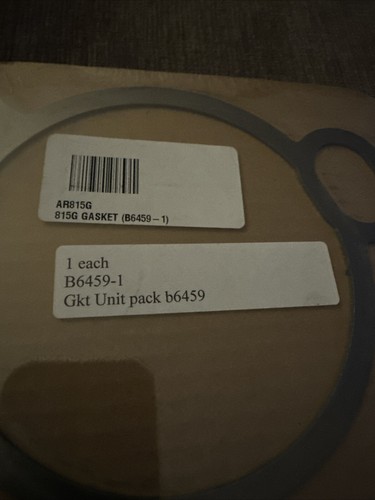 AR815G
815G GASKET (B6459-1)
1 each
B6459-1
Gkt Unit pack b6459